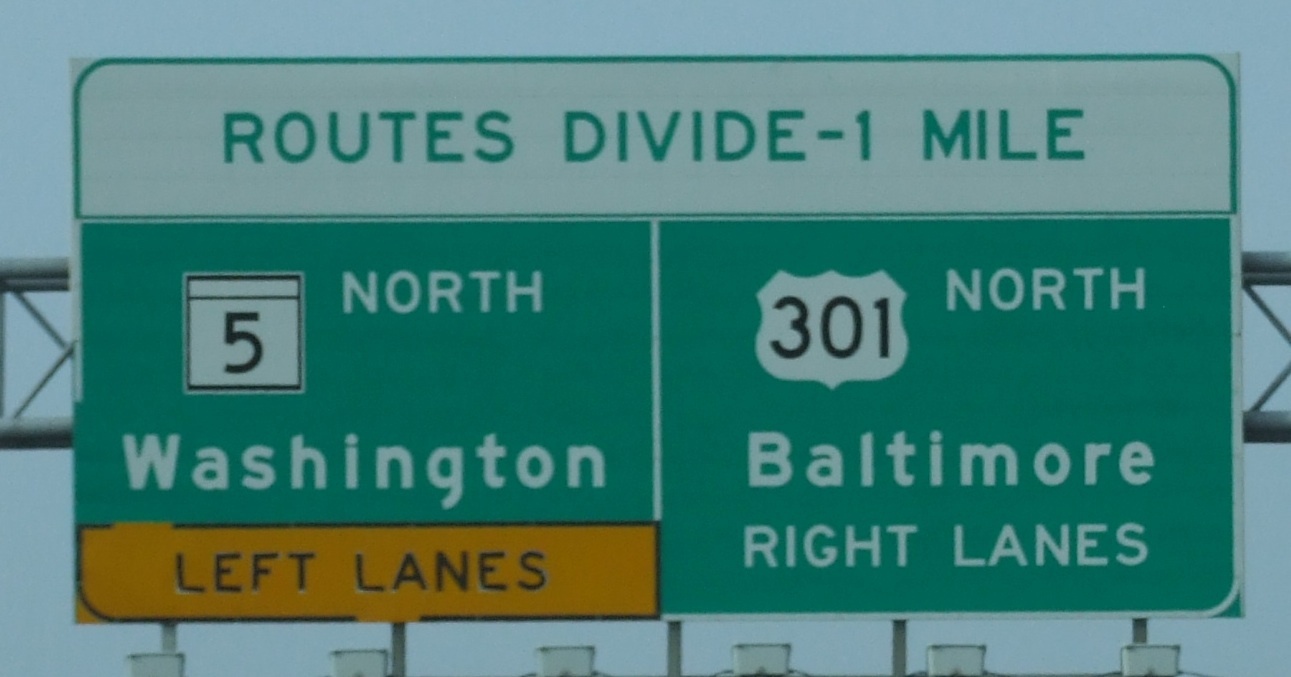 ROUTES DIVIDE-1 MILE
5 NORTH
Washington
LEFT LANES
301 NORTH
Baltimore
RIGHT LANES